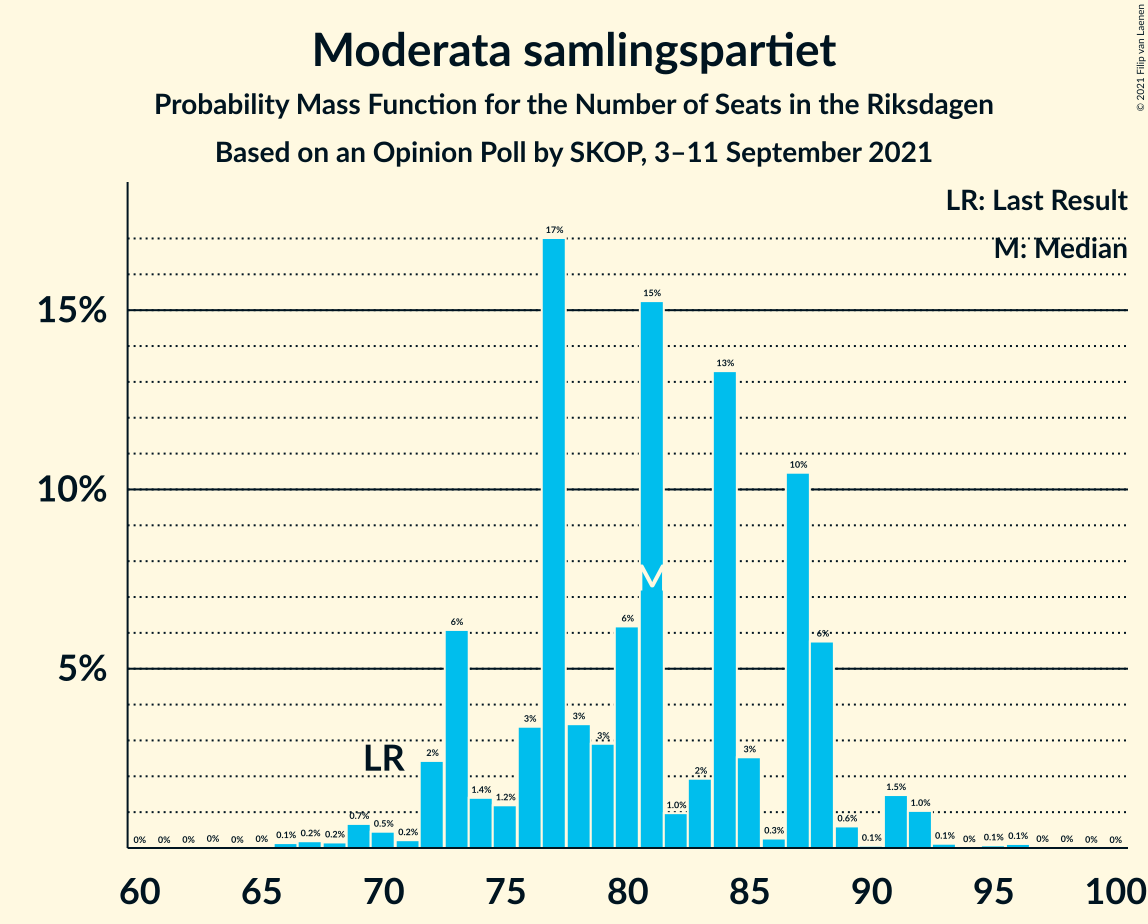 Moderata samlingspartiet
Probability Mass Function for the Number of Seats in the Riksdagen
Based on an Opinion Poll by SKOP, 3–11 September 2021
© 2021 Filip van Laenen
LR: Last Result
M: Median
15%
10%
5%
0% 0% 0% 0% 0% 0% 0.1% 0.2% 0.2% 0.7% 0.5% 0.2% 2% 6% 1.4% 1.2% 3% 17% 3% 3% 6% 15% 1.0% 2% 13% 3% 0.3% 10% 6% 0.6% 0.1% 1.5% 1.0% 0.1% 0% 0.1% 0.1% 0% 0% 0% 0%
LR
M
60 65 70 75 80 85 90 95 100